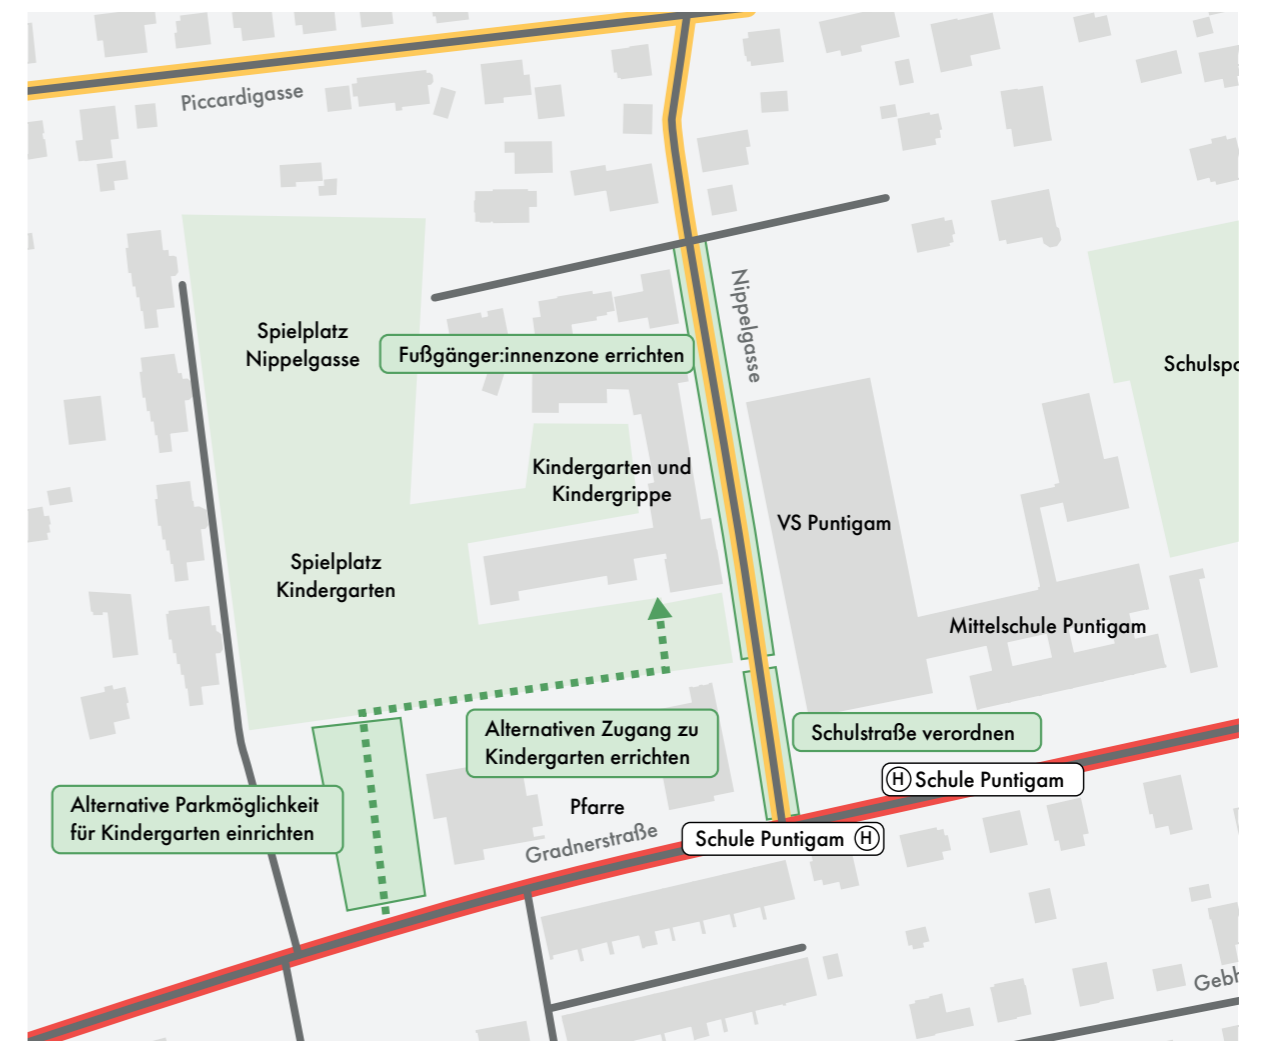 Piccardigasse
Nippelgasse
Spielplatz
Nippelgasse
Fußgänger:innenzone errichten
Schulspo
Kindergarten und
Kindergrippe
VS Puntigam
Spielplatz
Kindergarten
Mittelschule Puntigam
Alternativen Zugang zu
Kindergarten errichten
Schulstraße verordnen
H Schule Puntigam
Alternative Parkmöglichkeit
für Kindergarten einrichten
Pfarre
Gradnerstraße
Schule Puntigam H
Gebh